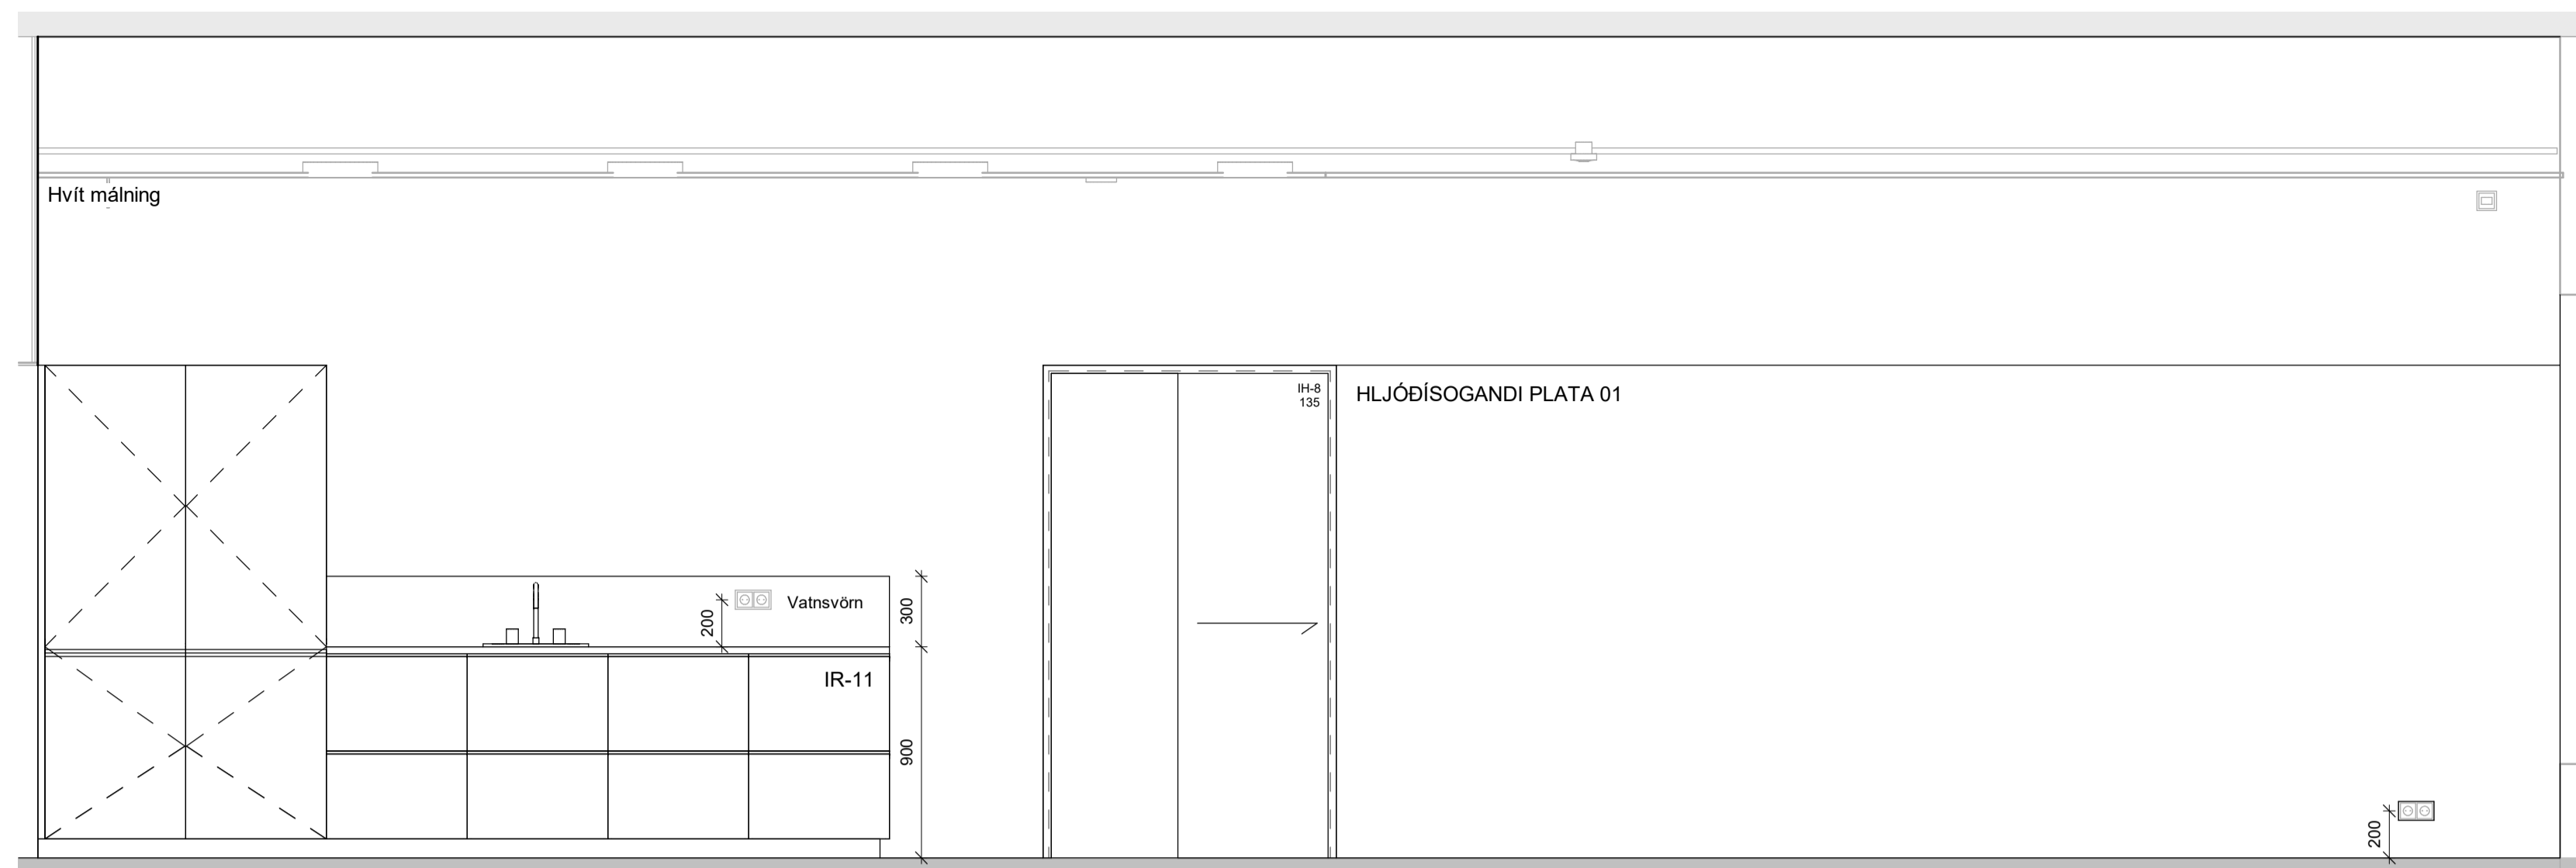 Hvít málning
IH-8
135
HLJÓÐÍSOGANDI PLATA 01
200
Vatnsvörn
300
IR-11
900
200